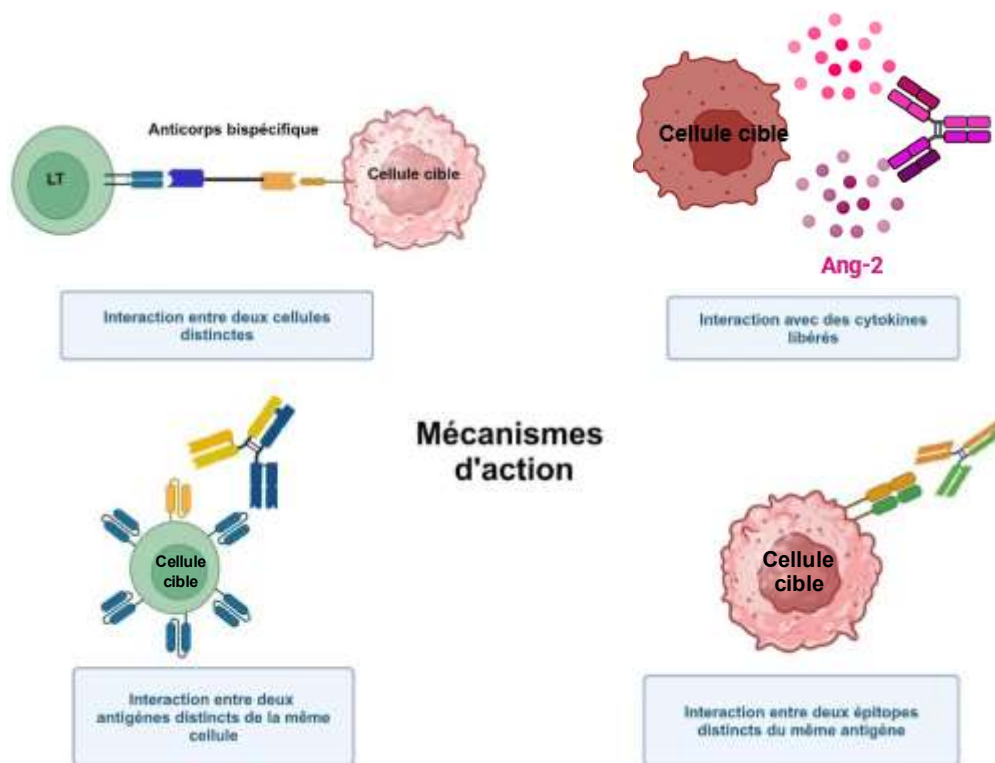 Anticorps bispécifique
LT
Cellule cible
Interaction entre deux cellules
distinctes
Cellule cible
Ang-2
Interaction avec des cytokines
libérés
Mécanismes
d'action
Cellule
cible
Interaction entre deux
antigènes distincts de la même
cellule
Cellule
cible
Interaction entre deux épitopes
distincts du même antigène